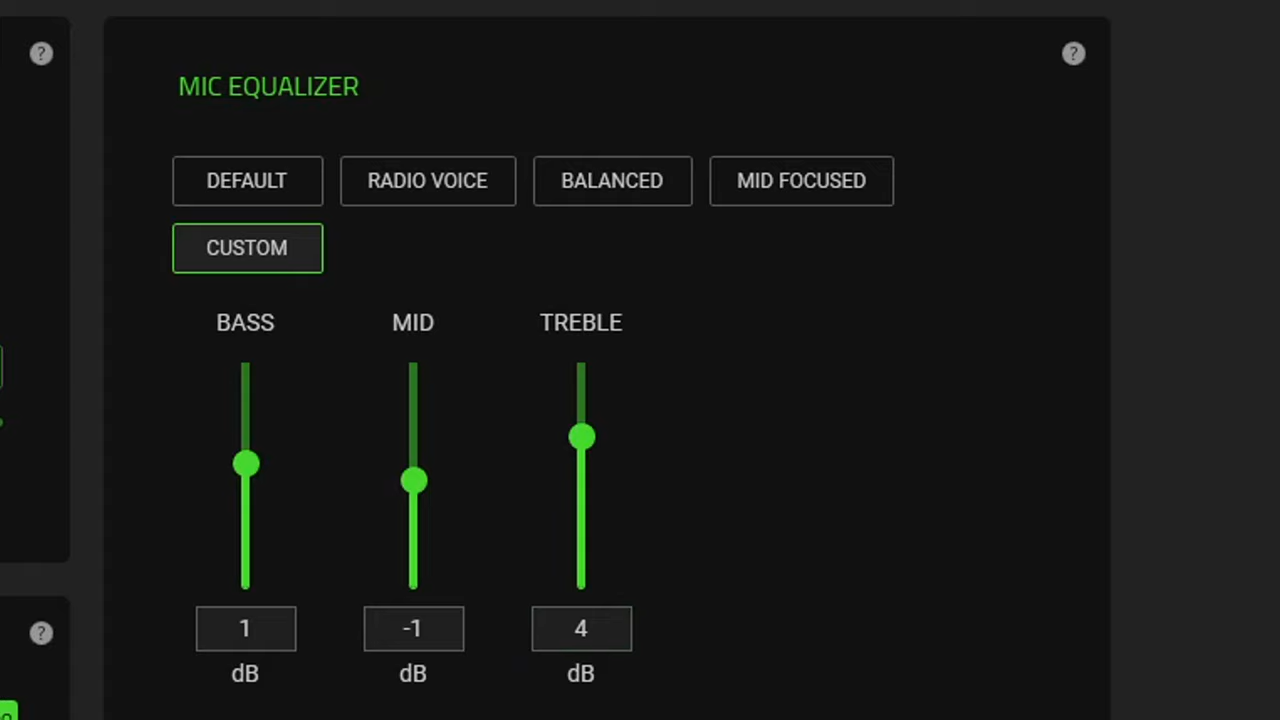 ?
?
MIC EQUALIZER
DEFAULT RADIO VOICE BALANCED MID FOCUSED
CUSTOM
BASS MID TREBLE
1 -1 4
?
dB dB dB